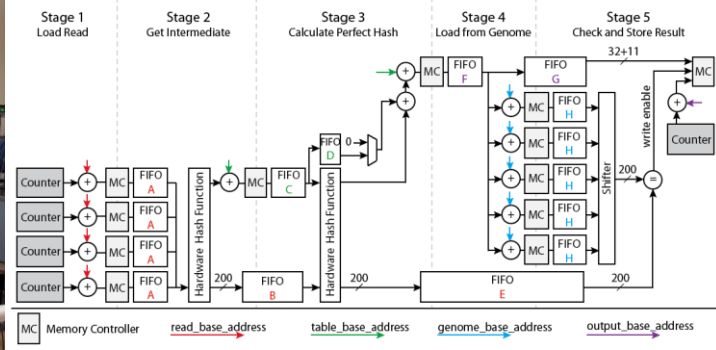 Stage 1
Load Read
Stage 2
Get Intermediate
Stage 3
Calculate Perfect Hash
Stage 4
Load from Genome
Stage 5
Check and Store Result
32+11
MC
FIFO
F
FIFO
G
MC
MC
FIFO
H
write enable
Counter
FIFO
D
0
MC
FIFO
H
Counter
MC
FIFO
A
Hardware Hash Function
MC
FIFO
C
Hardware Hash Function
MC
FIFO
H
Shifter
200
=
Counter
MC
FIFO
A
MC
FIFO
H
Counter
MC
FIFO
A
MC
FIFO
H
Counter
MC
FIFO
A
200
FIFO
B
200
FIFO
E
200
MC
Memory Controller
read_base_address
table_base_address
genome_base_address
output_base_address